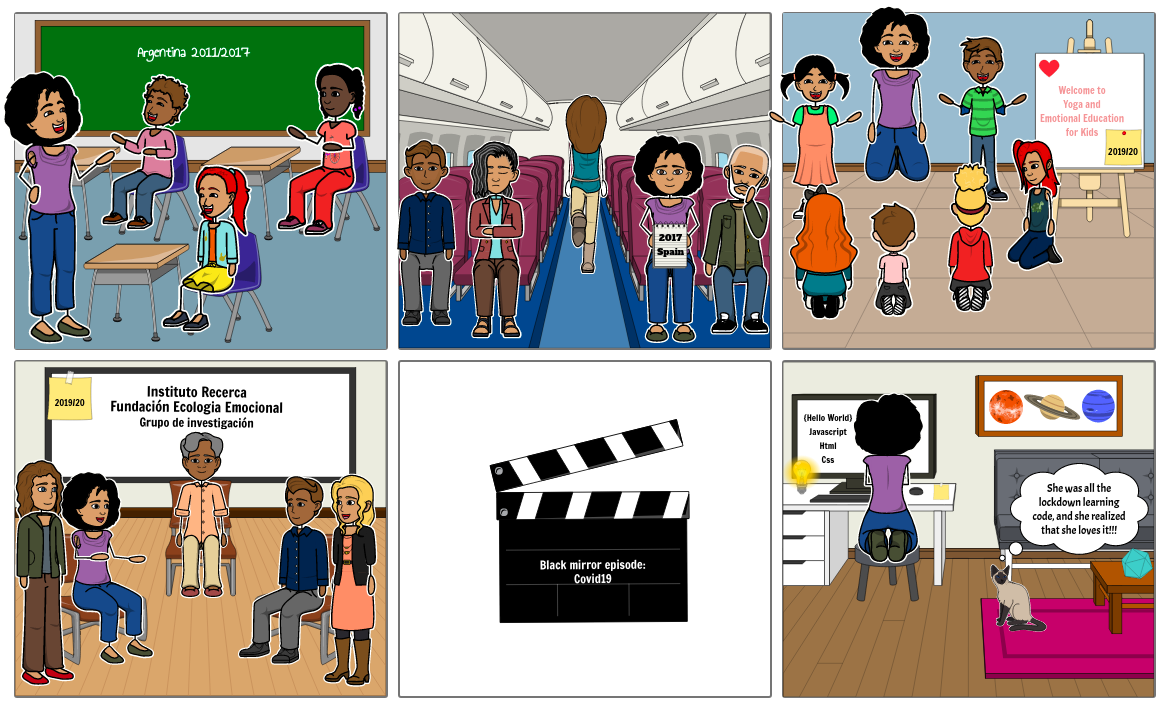 Argentina 2011/2017
2017
Spain
Welcome to
Yoga and
Emotional Education
for Kids
2019/20
2019/20
Instituto Recerca
Fundación Ecologia Emocional
Grupo de investigación
Black mirror episode:
Covid19
(Hello World)
Javascript
Html
Css
She was all the
lockdown learning
code, and she realized
that she loves it!!!